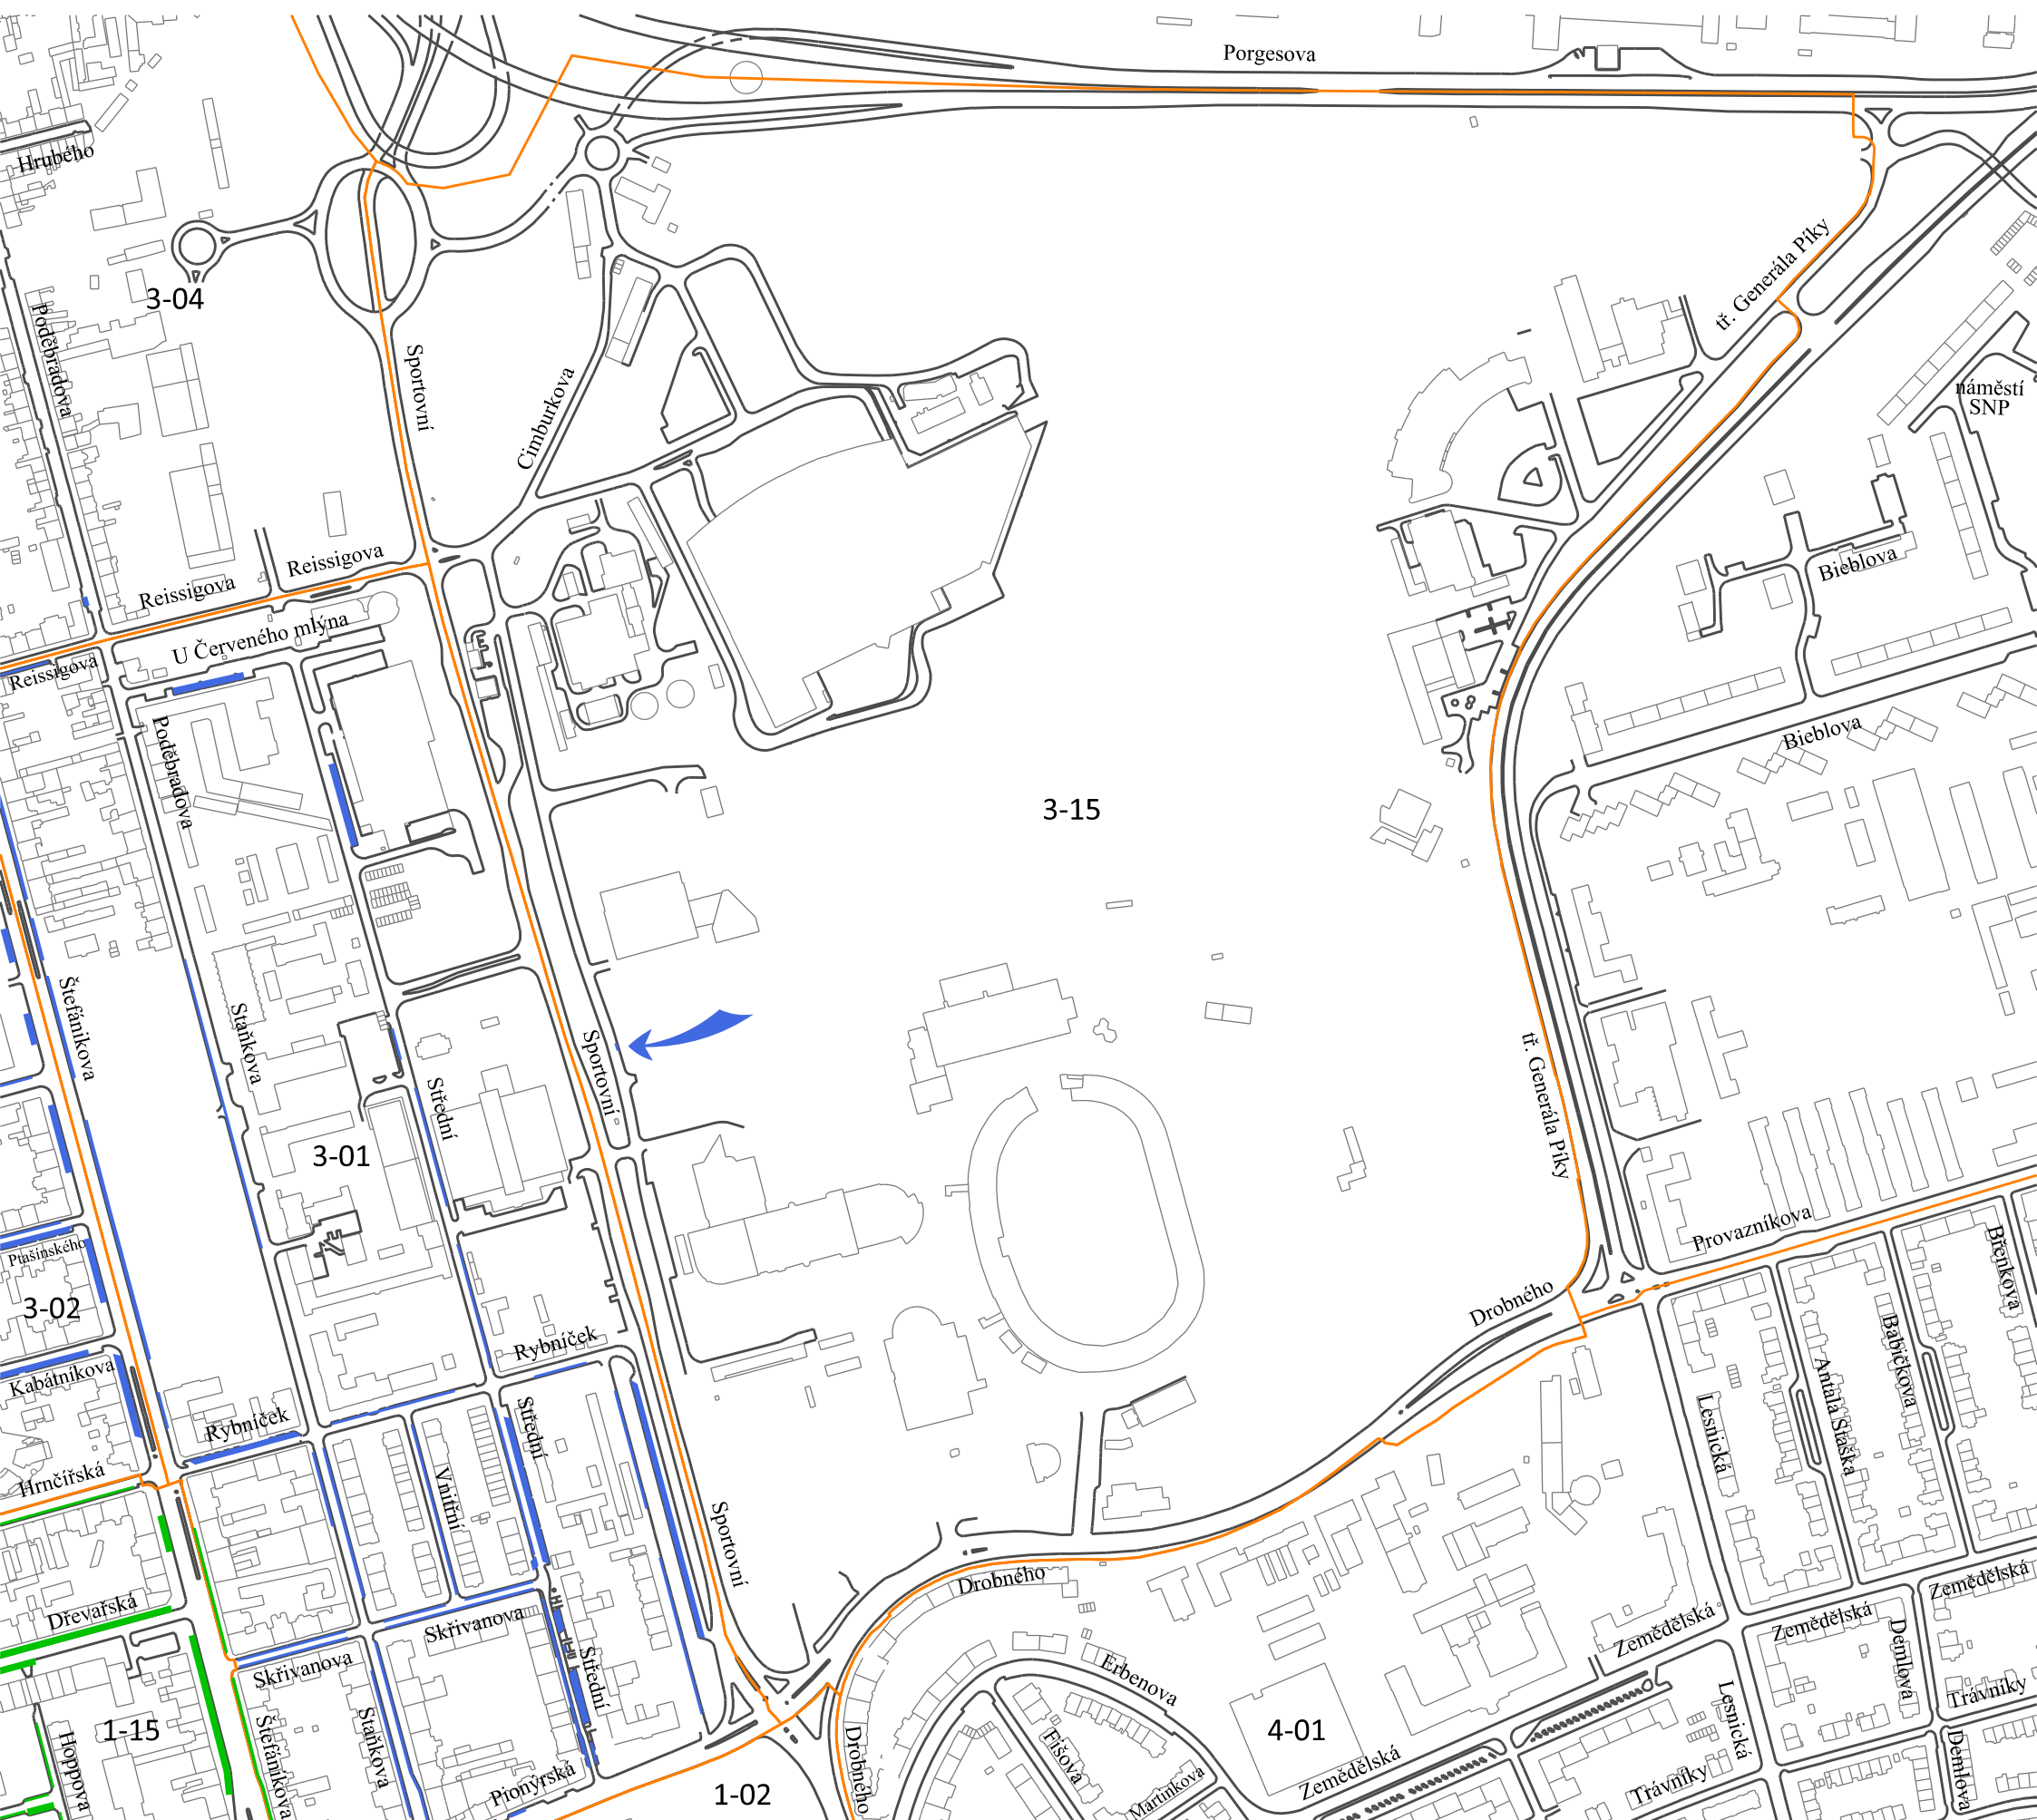 Porgesova
Hrubého
tř. Generála Píky
3-04
Poděbradova
Sportovní
Cimburkova
náměstí
SNP
Reissigova
Reissigova
Bieblova
U Červeného mlýna
Reissigova
Poděbradova
Bieblova
3-15
Štefánikova
Staňkova
Sportovní
Střední
tř. Generála Píky
3-01
Provazníkova
Ptašínského
Břenkova
3-02
Drobného
Rybníček
Kabátníkova
Babičkova
Antala Staška
Lesnická
Rybníček
Střední
Hrnčířská
Vnitřní
Sportovní
Drobného
Zemědělská
Dřevařská
Skřivanova
Zemědělská
Zemědělská
Demlova
Skřivanova
Střední
Erbenova
Trávníky
Lesnická
1-15
Hoppova
Štefánikova
Staňkova
Drobného
Fišova
4-01
Demlova
Zemědělská
Pionýrská
1-02
Martinkova
Trávníky